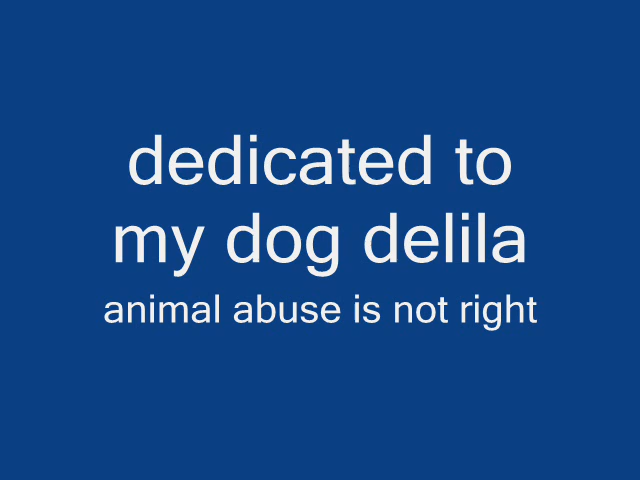 dedicated to
my dog delila
animal abuse is not right